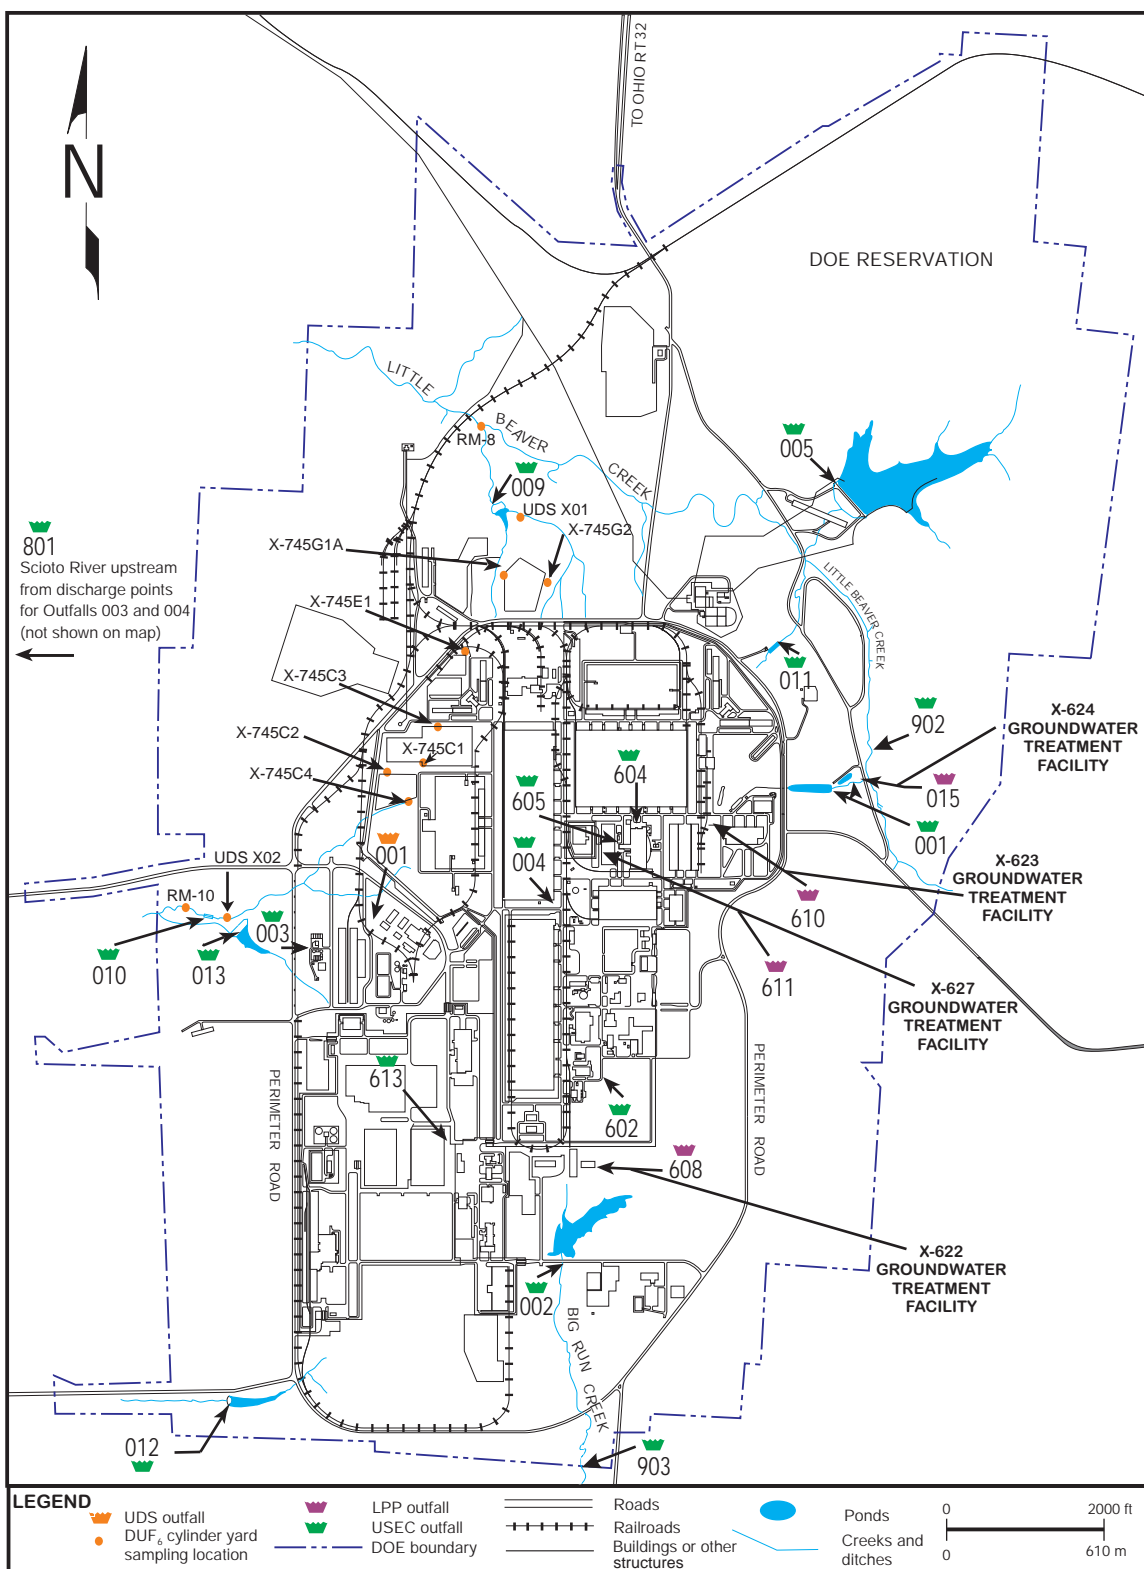 TO OHIO RT 32
N
DOE RESERVATION
LITTLE
BEAVER
CREEK
RM-8
005
009
UDS X01
X-745G2
X-745G1A
801
Scioto River upstream
from discharge points
for Outfalls 003 and 004
(not shown on map)
X-745E1
LITTLE BEAVER CREEK
011
X-745C3
902
X-624
GROUNDWATER
TREATMENT
FACILITY
X-745C2
X-745C1
604
X-745C4
605
015
001
001
004
UDS X02
X-623
GROUNDWATER
TREATMENT
FACILITY
RM-10
610
003
010
013
611
X-627
GROUNDWATER
TREATMENT
FACILITY
PERIMETER ROAD
PERIMETER ROAD
613
602
608
X-622
GROUNDWATER
TREATMENT
FACILITY
002
BIG RUN CREEK
012
903
LEGEND
UDS outfall
DUF6 cylinder yard
sampling location
LPP outfall
USEC outfall
DOE boundary
Roads
Railroads
Buildings or other
structures
Ponds
Creeks and
ditches
0 2000 ft
0 610 m